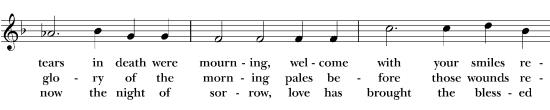 tears in death were mourn - ing, wel - come with your smiles re -
glo - ry of the morn - ing pales be - fore those wounds re -
now the night of sor - row, love has brought the bless - ed